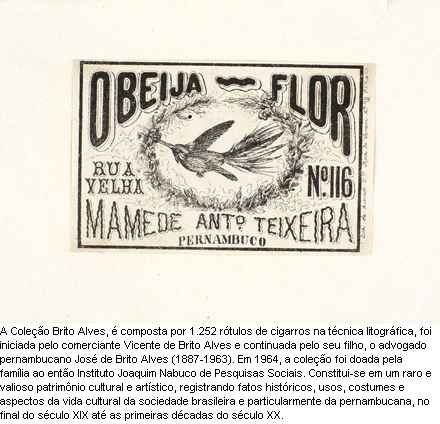 O BEIJA-FLOR
RUA
VELHA
Nº 116
MAMEDE ANTº TEIXEIRA
PERNAMBUCO
A Coleção Brito Alves, é composta por 1.252 rótulos de cigarros na técnica litográfica, foi
iniciada pelo comerciante Vicente de Brito Alves e continuada pelo seu filho, o advogado
pernambucano José de Brito Alves (1887-1963). Em 1964, a coleção foi doada pela
família ao então Instituto Joaquim Nabuco de Pesquisas Sociais. Constitui-se em um raro e
valioso patrimônio cultural e artístico, registrando fatos históricos, usos, costumes e
aspectos da vida cultural da sociedade brasileira e particularmente da pernambucana, no
final do século XIX até as primeiras décadas do século XX.